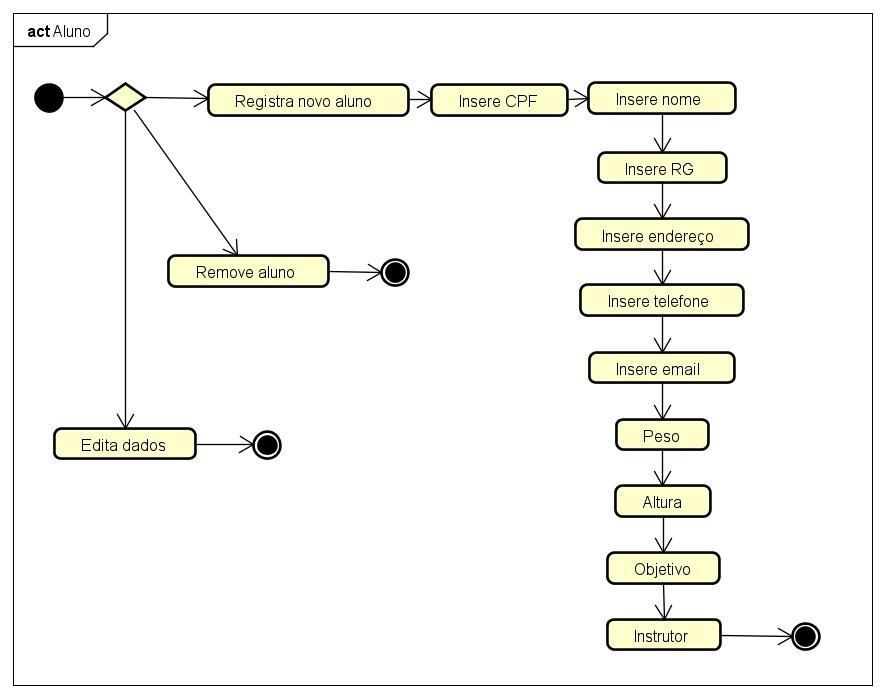 act Aluno
Registra novo aluno
Insere CPF
Insere nome
Insere RG
Insere endereço
Remove aluno
Insere telefone
Insere email
Peso
Edita dados
Altura
Objetivo
Instrutor